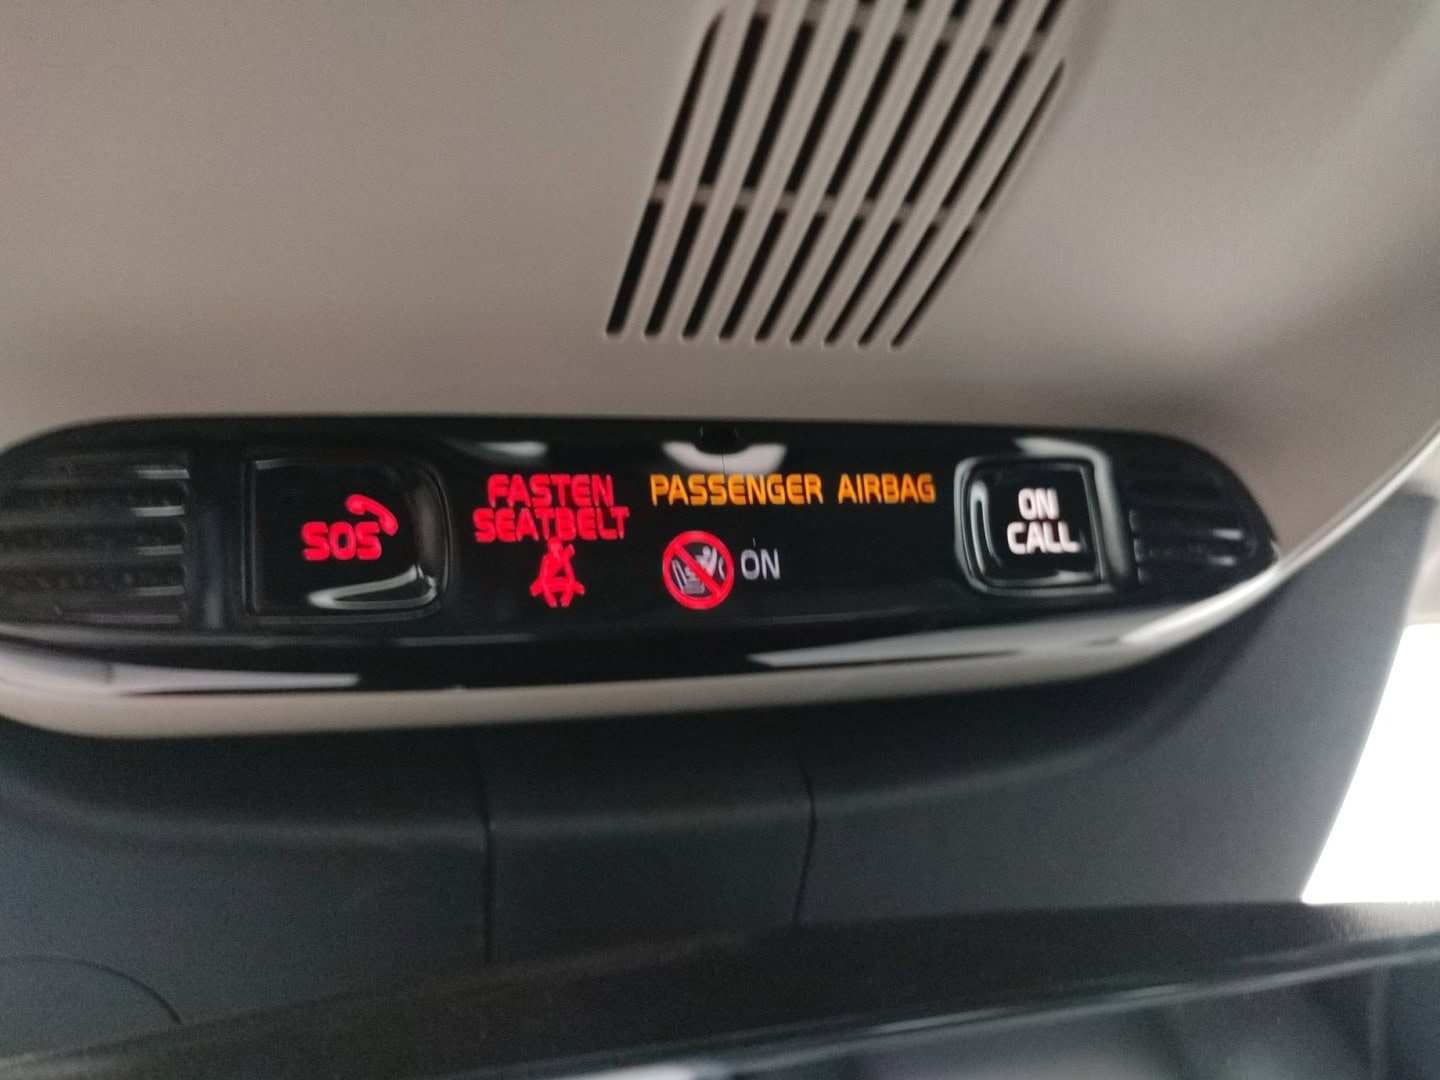 SOS
FASTEN
SEATBELT
PASSENGER AIRBAG
ON
ON
CALL